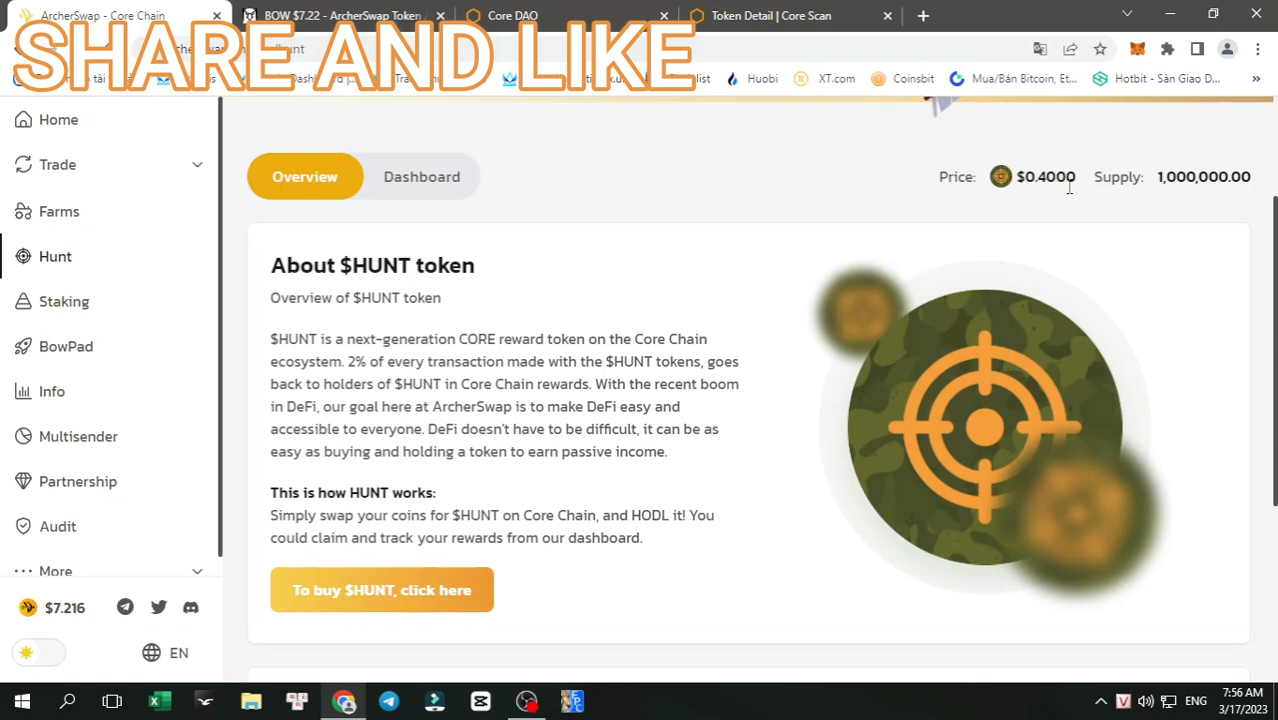 ArcherSwap - Core Chain
BOW $7.22 - ArcherSwap Token
Core DAO
Token Detail | Core Scan
SHARE AND LIKE
Huobi
XT.com
Coinsbit
Mua/Bán Bitcoin, Et...
Hotbit - Sàn Giao D...
Home
Trade
Farms
Hunt
Staking
BowPad
Info
Multisender
Partnership
Audit
More
$7.216
EN
Overview
Dashboard
Price: $0.4000 Supply: 1,000,000.00
About $HUNT token
Overview of $HUNT token
$HUNT is a next-generation CORE reward token on the Core Chain
ecosystem. 2% of every transaction made with the $HUNT tokens, goes
back to holders of $HUNT in Core Chain rewards. With the recent boom
in DeFi, our goal here at ArcherSwap is to make DeFi easy and
accessible to everyone. DeFi doesn't have to be difficult, it can be as
easy as buying and holding a token to earn passive income.
This is how HUNT works:
Simply swap your coins for $HUNT on Core Chain, and HODL it! You
could claim and track your rewards from our dashboard.
To buy $HUNT, click here
V
ENG
7:56 AM
3/17/2023